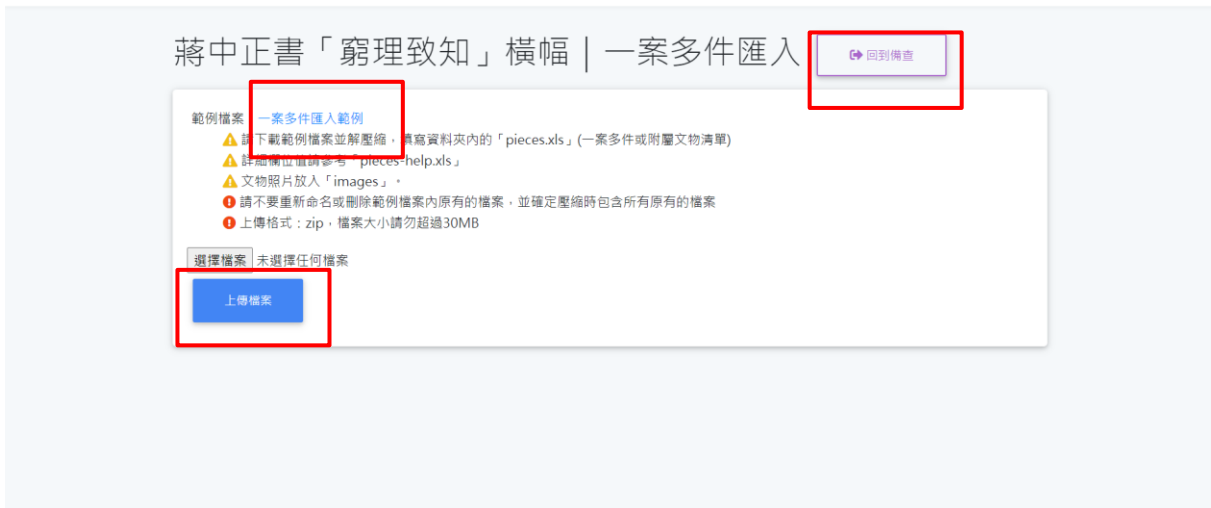 蔣中正書「窮理致知」橫幅 | 一案多件匯入 回到備查
範例檔案 一案多件匯入範例
請下載範例檔案並解壓縮，填寫資料夾內的「pieces.xls」(一案多件或附屬文物清單)
詳細欄位值請參考「pieces-help.xls」
文物照片放入「images」。
請不要重新命名或刪除範例檔案內原有的檔案，並確定壓縮時包含所有原有的檔案
上傳格式：zip，檔案大小請勿超過30MB
選擇檔案 未選擇任何檔案
上傳檔案